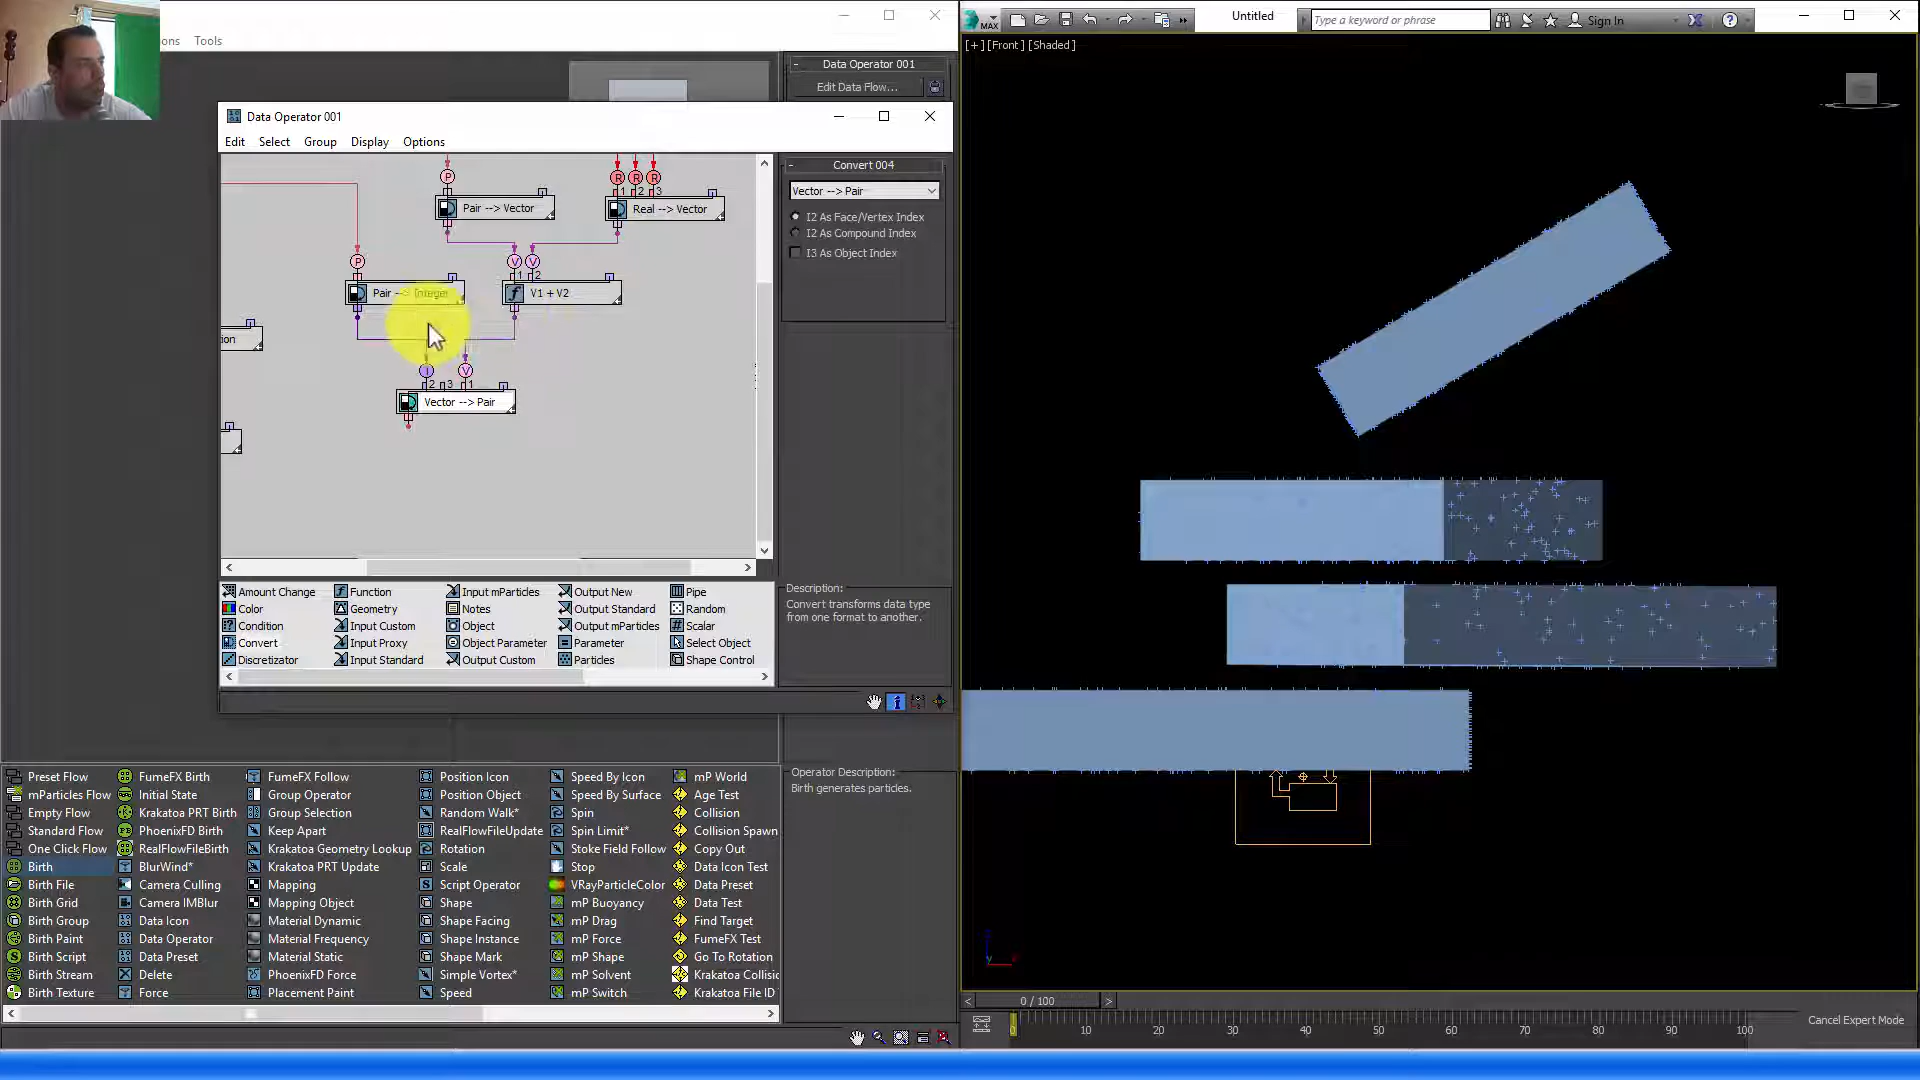 ons Tools
Data Operator 001
Edit Data Flow...
Data Operator 001
Edit Select Group Display Options
P
R R R
1 2 3
Pair --> Vector
Real --> Vector
P
V V
1 2
Pair --> Integer
V1 + V2
tion
I V
2 3 1
Vector --> Pair
Convert 004
Vector --> Pair
I2 As Face/Vertex Index
I2 As Compound Index
I3 As Object Index
Amount Change Function Input mParticles Output New Pipe
Color Geometry Notes Output Standard Random
Condition Input Custom Object Output mParticles Scalar
Convert Input Proxy Object Parameter Parameter Select Object
Discretizator Input Standard Output Custom Particles Shape Control
Description:
Convert transforms data type
from one format to another.
Preset Flow FumeFX Birth FumeFX Follow Position Icon Speed By Icon mP World
mParticles Flow Initial State Group Operator Position Object Speed By Surface Age Test
Empty Flow Krakatoa PRT Birth Group Selection Random Walk* Spin Collision
Standard Flow PhoenixFD Birth Keep Apart RealFlowFileUpdate Spin Limit* Collision Spawn
One Click Flow RealFlowFileBirth Krakatoa Geometry Lookup Rotation Stoke Field Follow Copy Out
Birth BlurWind* Krakatoa PRT Update Scale Stop Data Icon Test
Birth File Camera Culling Mapping Script Operator VRayParticleColor Data Preset
Birth Grid Camera IMBlur Mapping Object Shape mP Buoyancy Data Test
Birth Group Data Icon Material Dynamic Shape Facing mP Drag Find Target
Birth Paint Data Operator Material Frequency Shape Instance mP Force FumeFX Test
Birth Script Data Preset Material Static Shape Mark mP Shape Go To Rotation
Birth Stream Delete PhoenixFD Force Simple Vortex* mP Solvent Krakatoa Collisio
Birth Texture Force Placement Paint Speed mP Switch Krakatoa File ID
Operator Description:
Birth generates particles.
MAX Untitled Type a keyword or phrase Sign In
[+] [Front] [Shaded]
0 / 100
0 10 20 30 40 50 60 70 80 90 100
Cancel Expert Mode